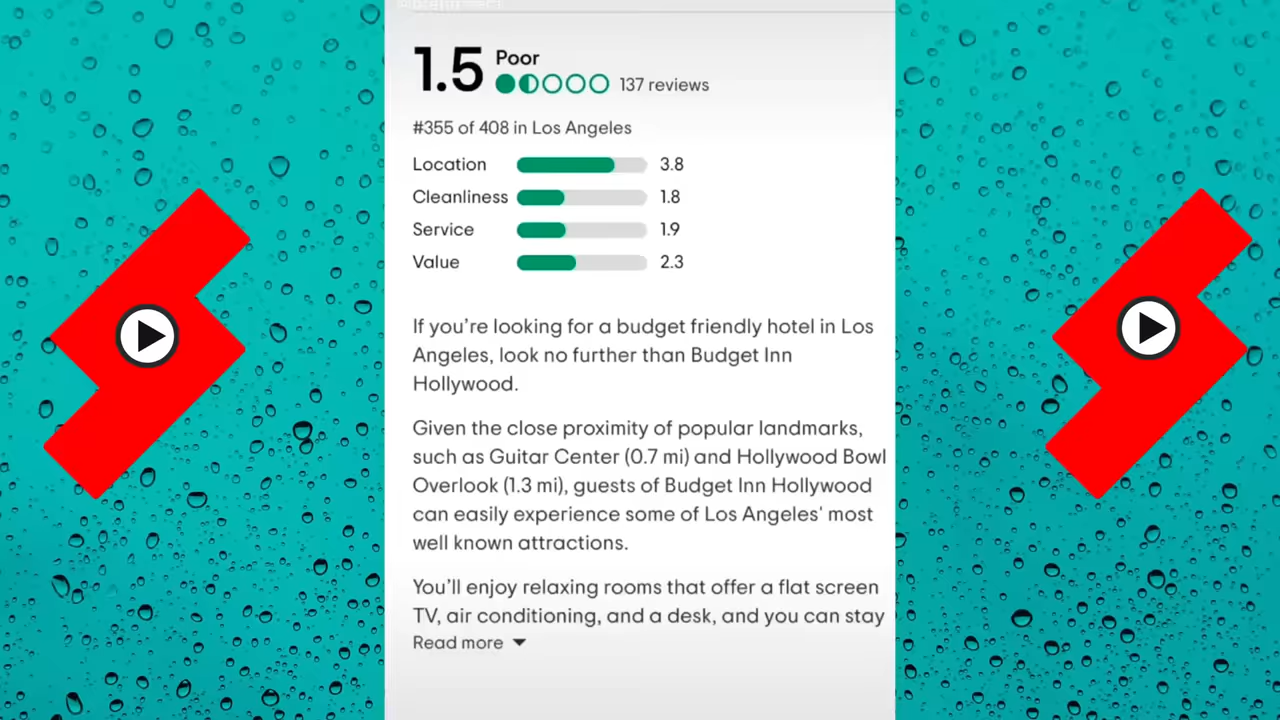 1.5 Poor
137 reviews
#355 of 408 in Los Angeles
Location 3.8
Cleanliness 1.8
Service 1.9
Value 2.3
If you’re looking for a budget friendly hotel in Los
Angeles, look no further than Budget Inn
Hollywood.
Given the close proximity of popular landmarks,
such as Guitar Center (0.7 mi) and Hollywood Bowl
Overlook (1.3 mi), guests of Budget Inn Hollywood
can easily experience some of Los Angeles' most
well known attractions.
You’ll enjoy relaxing rooms that offer a flat screen
TV, air conditioning, and a desk, and you can stay
Read more